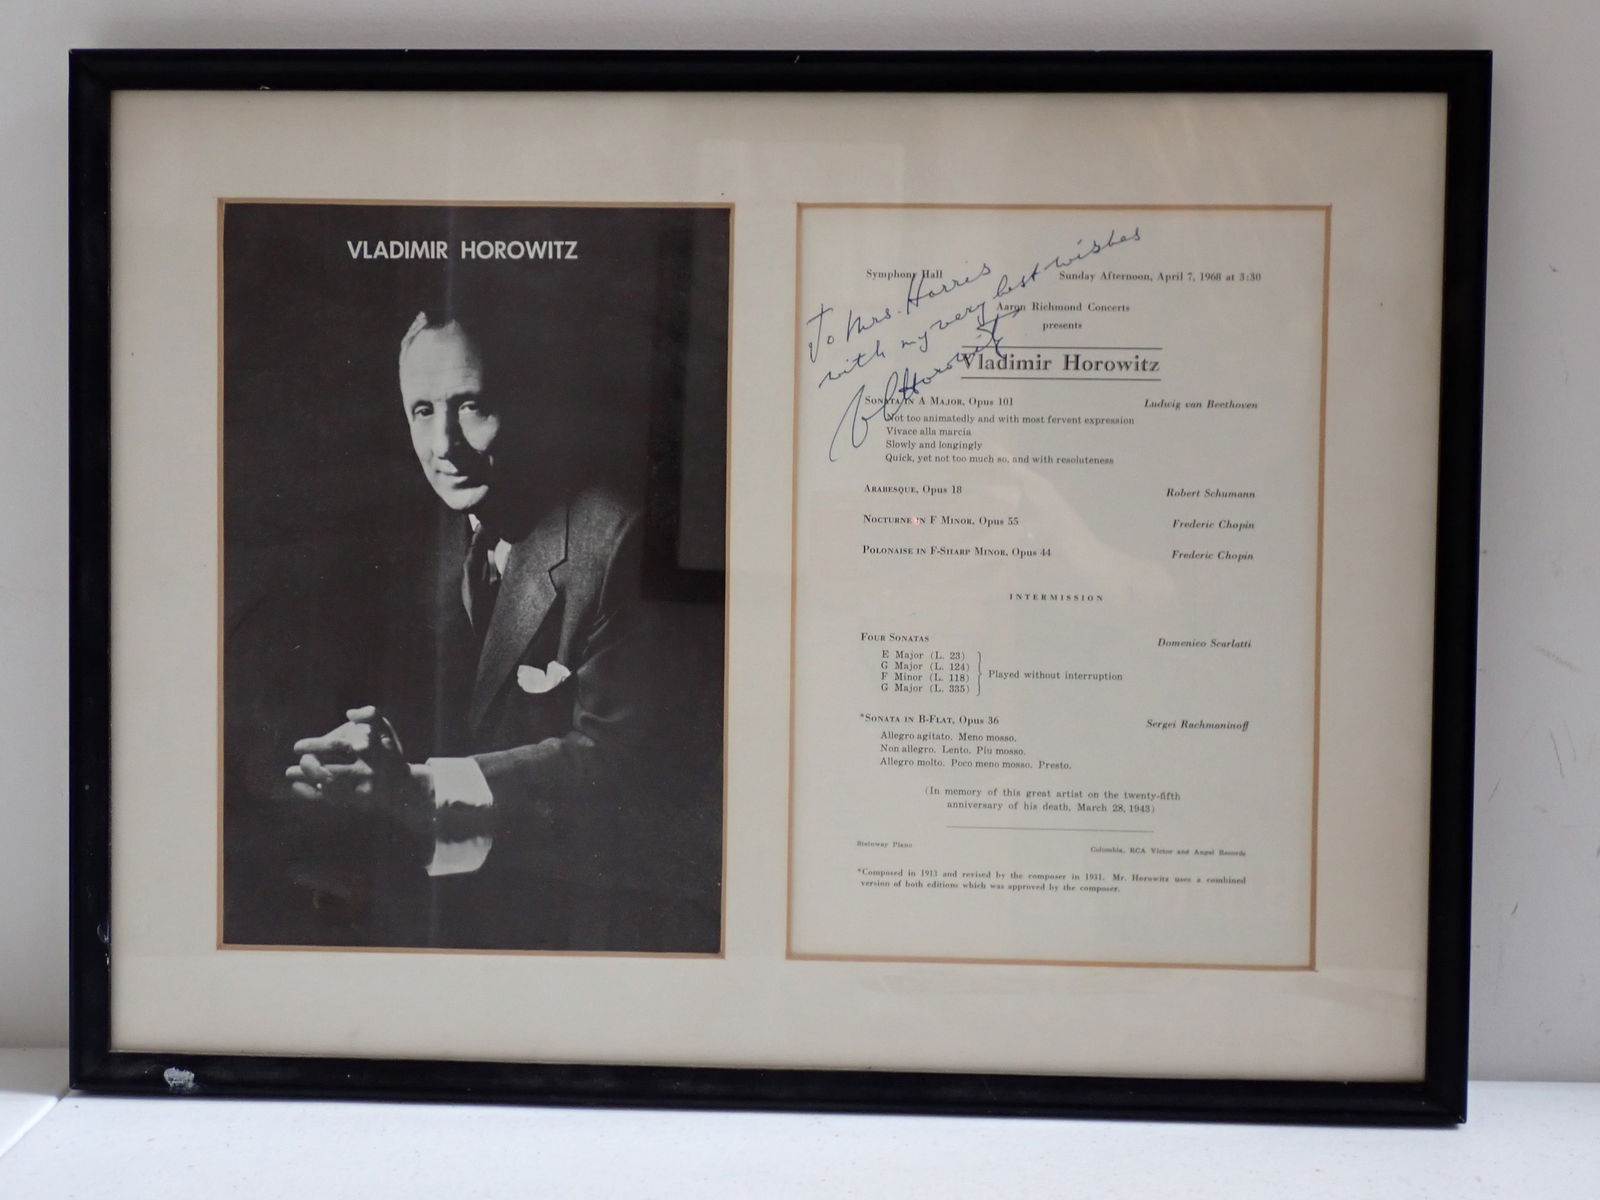 VLADIMIR HOROWITZ
Symphony Hall
Sunday Afternoon, April 7, 1968 at 3:30
To Mrs. Harris
with my very best wishes
Horowitz
Aaron Richmond Concerts
presents
Vladimir Horowitz
SONATA IN A MAJOR, Opus 101 Ludwig van Beethoven
Not too animatedly and with most fervent expression
Vivace alla marcia
Slowly and longingly
Quick, yet not too much so, and with resoluteness
ARABESQUE, Opus 18 Robert Schumann
NOCTURNE IN F MINOR, Opus 55 Frederic Chopin
POLONAISE IN F-SHARP MINOR, Opus 44 Frederic Chopin
INTERMISSION
FOUR SONATAS Domenico Scarlatti
E Major (L. 23)
G Major (L. 124)
F Minor (L. 118)
G Major (L. 335)
Played without interruption
*SONATA IN B-FLAT, Opus 36 Sergei Rachmaninoff
Allegro agitato. Meno mosso.
Non allegro. Lento. Piu mosso.
Allegro molto. Poco meno mosso. Presto.
(In memory of this great artist on the twenty-fifth
anniversary of his death, March 28, 1943)
Steinway Piano Columbia, RCA Victor and Angel Records
*Composed in 1913 and revised by the composer in 1931. Mr. Horowitz uses a combined
version of both editions which was approved by the composer.